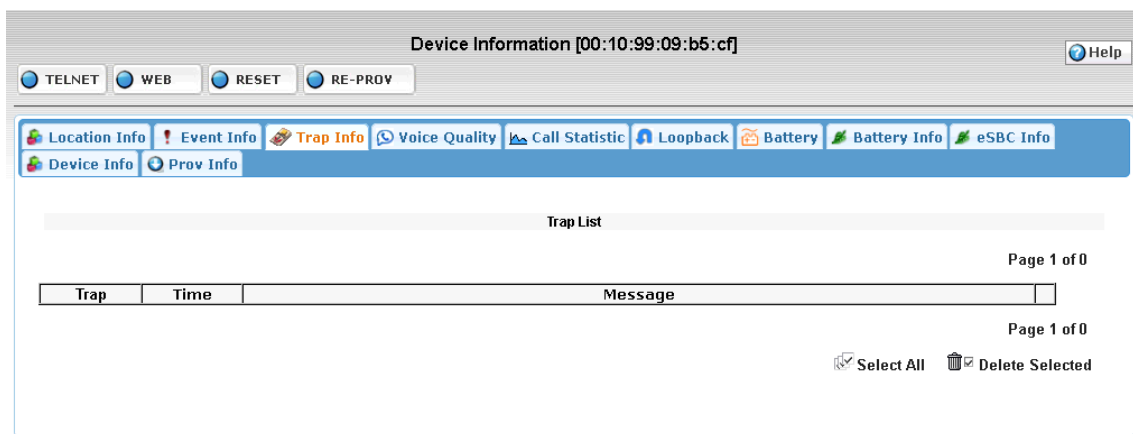 Device Information [00:10:99:09:b5:cf]
Help
TELNET WEB RESET RE-PROV
Location Info Event Info Trap Info Voice Quality Call Statistic Loopback Battery Battery Info eSBC Info
Device Info Prov Info
Trap List
Page 1 of 0
Trap Time Message
Page 1 of 0
Select All Delete Selected